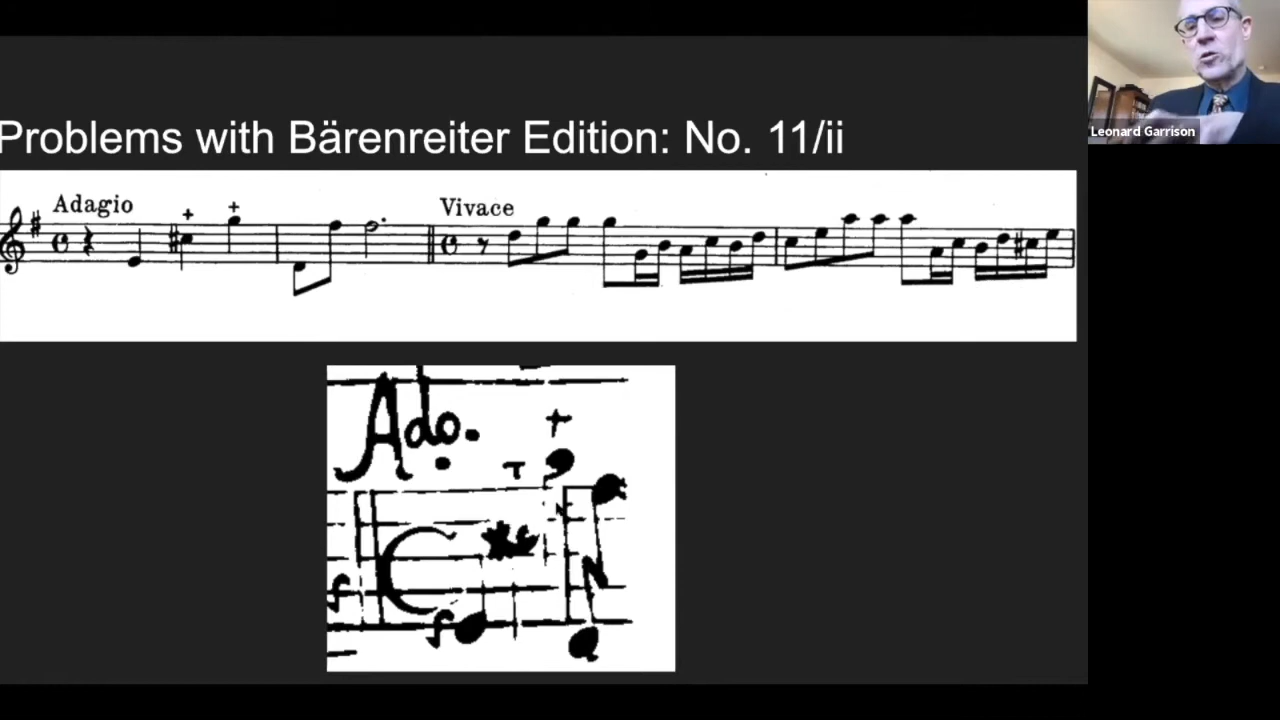 Leonard Garrison
Problems with Bärenreiter Edition: No. 11/ii
Adagio
Vivace
Ado.